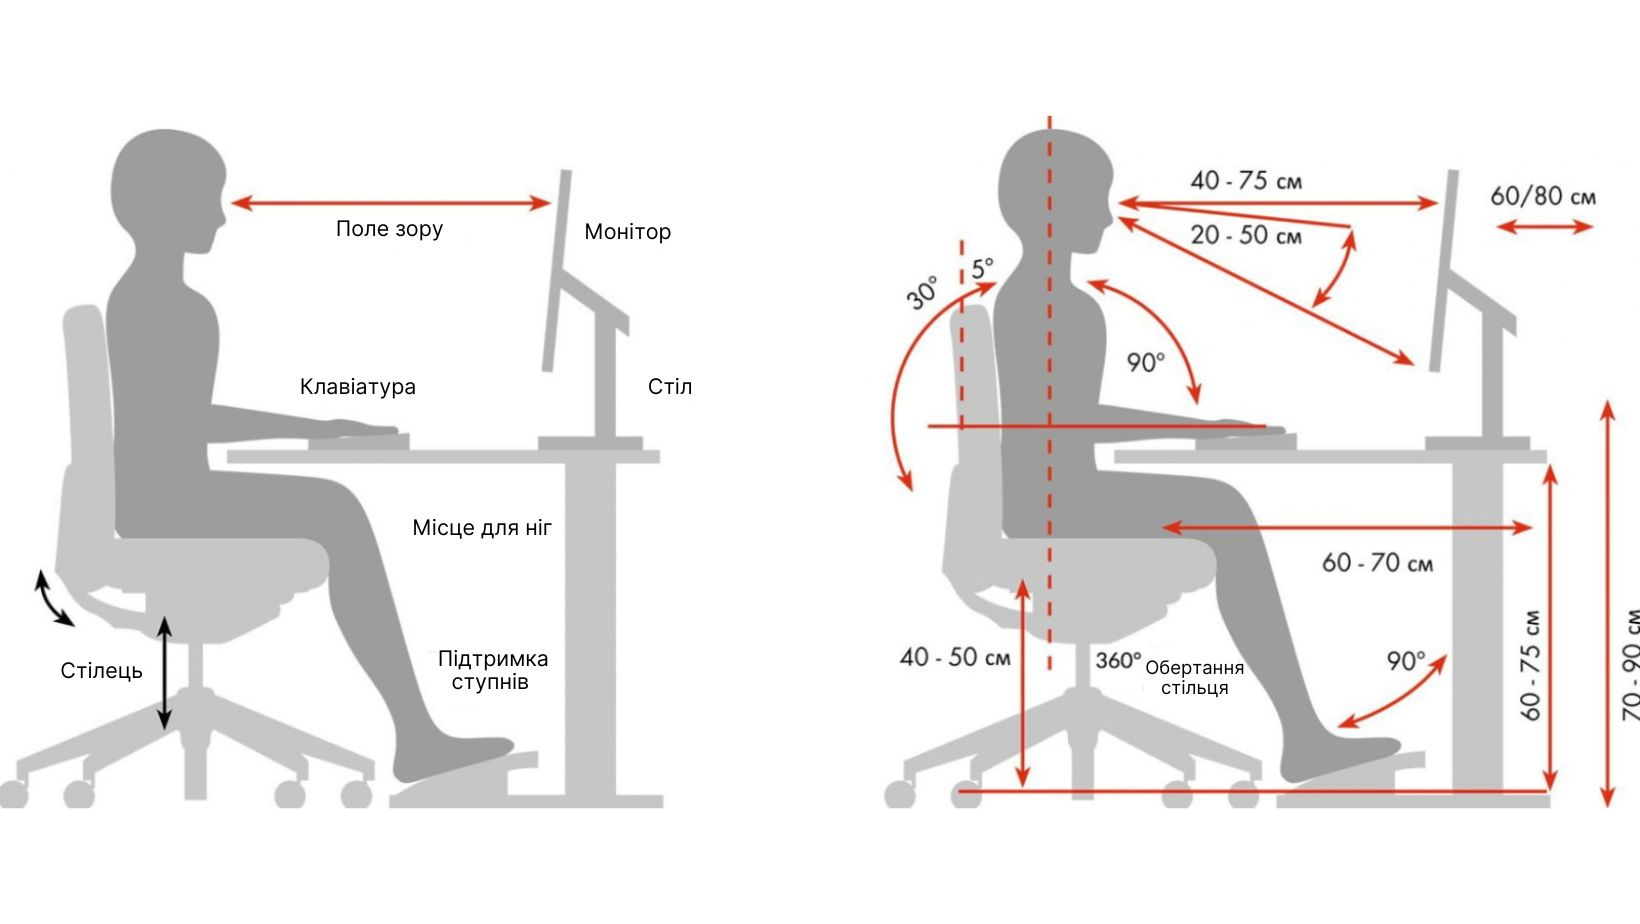 Поле зору
Монітор
Клавіатура
Стіл
Місце для ніг
Підтримка
ступнів
Стілець
40 - 75 см
60/80 см
20 - 50 см
5°
30°
90°
60 - 70 см
40 - 50 см
360° Обертання
стільця
90°
60 - 75 см
70 - 90 см